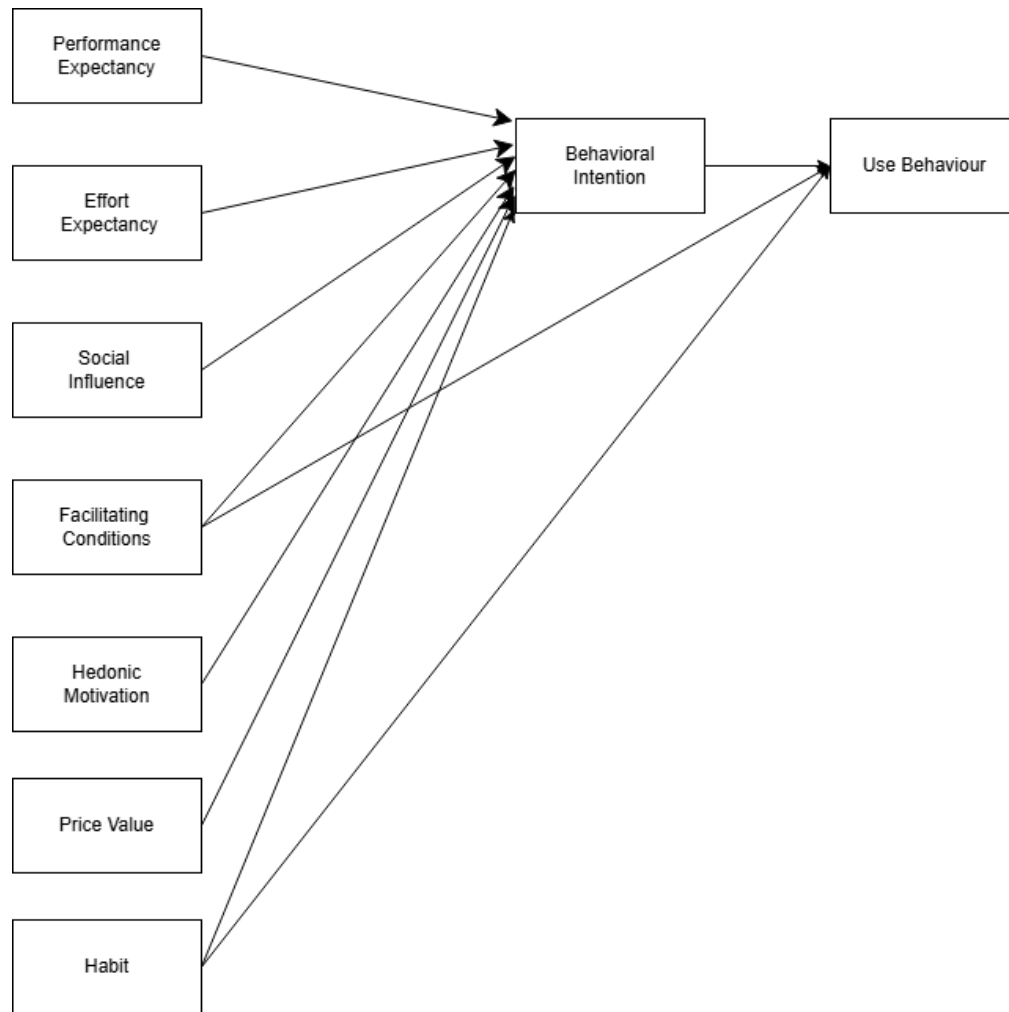 Performance
Expectancy
Behavioral
Intention
Use Behaviour
Effort
Expectancy
Social
Influence
Facilitating
Conditions
Hedonic
Motivation
Price Value
Habit